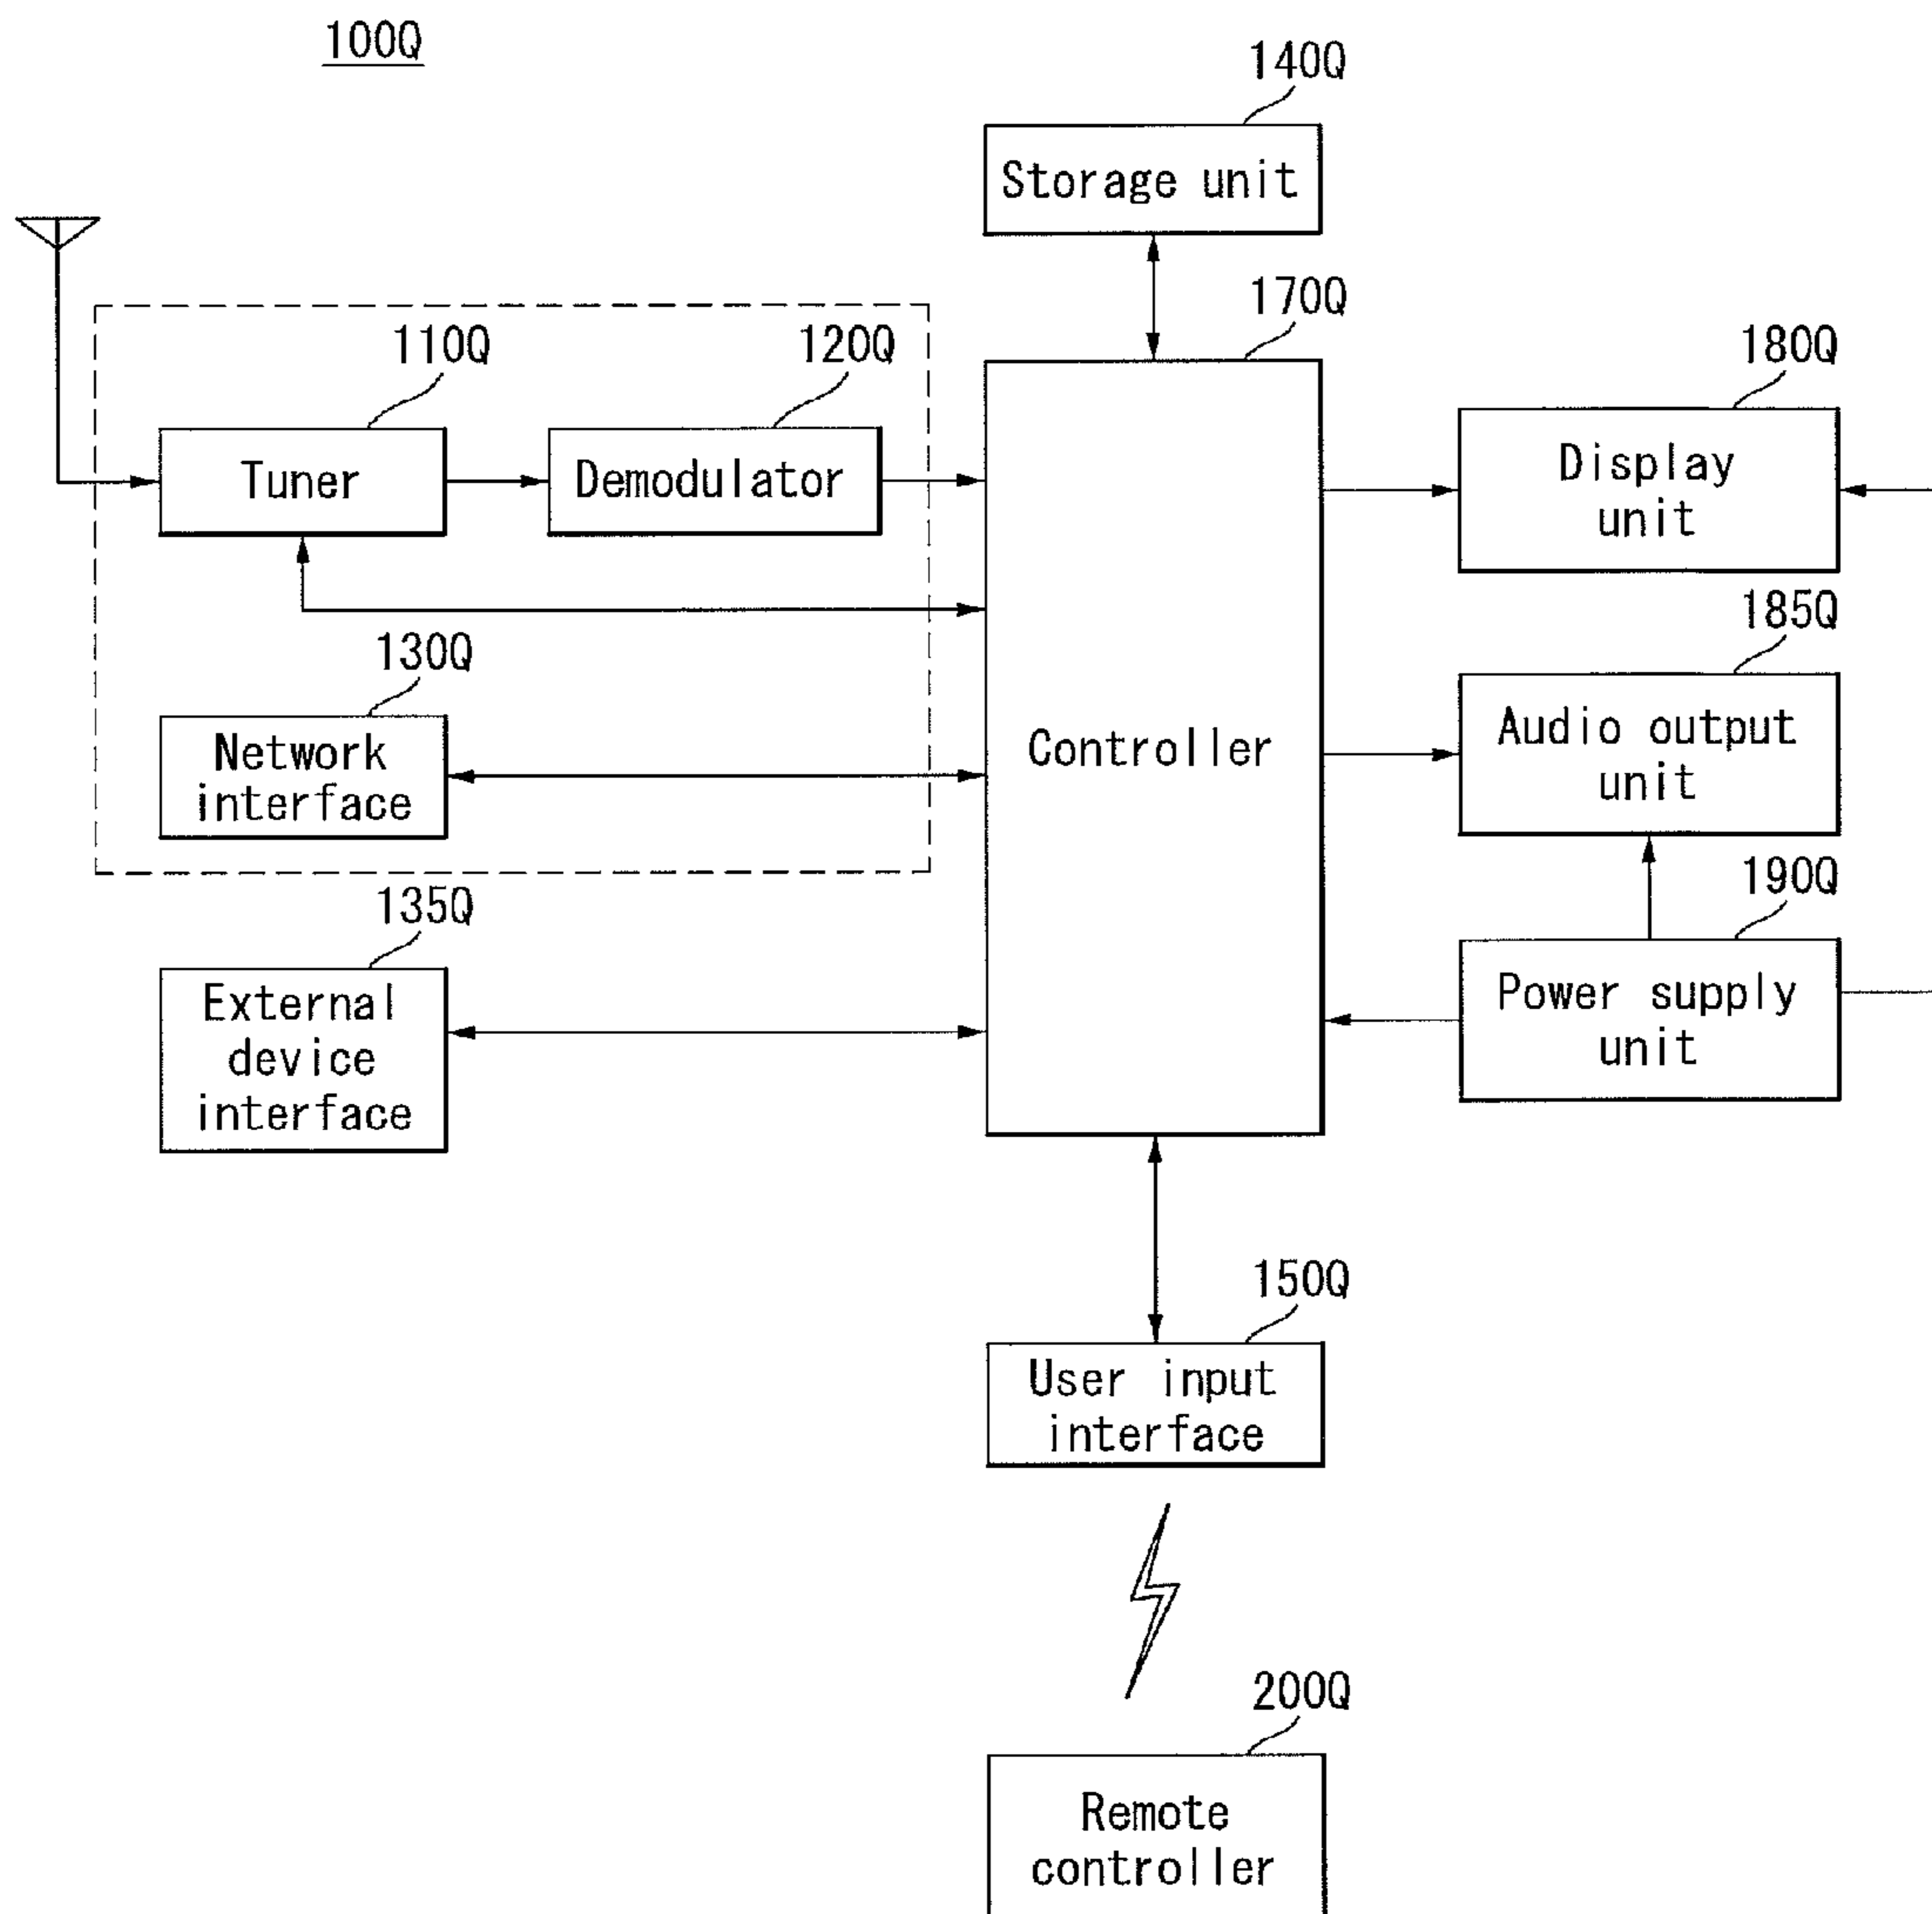 100Q
140Q
Storage unit
170Q
110Q
120Q
180Q
Tuner
Demodulator
Display
unit
185Q
130Q
Network
interface
Controller
Audio output
unit
190Q
135Q
External
device
interface
Power supply
unit
150Q
User input
interface
200Q
Remote
controller